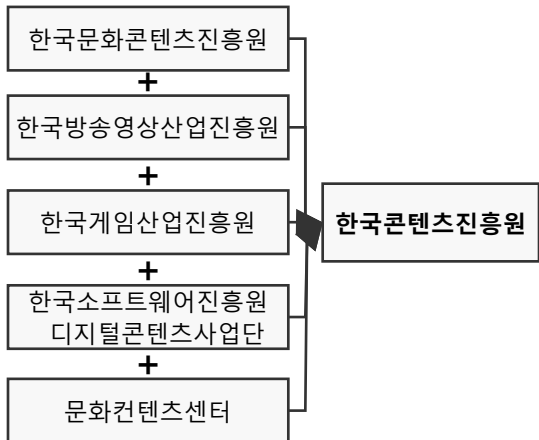 한국문화콘텐츠진흥원
+
한국방송영상산업진흥원
+
한국게임산업진흥원
+
한국소프트웨어진흥원
디지털콘텐츠사업단
+
문화컨텐츠센터
한국콘텐츠진흥원